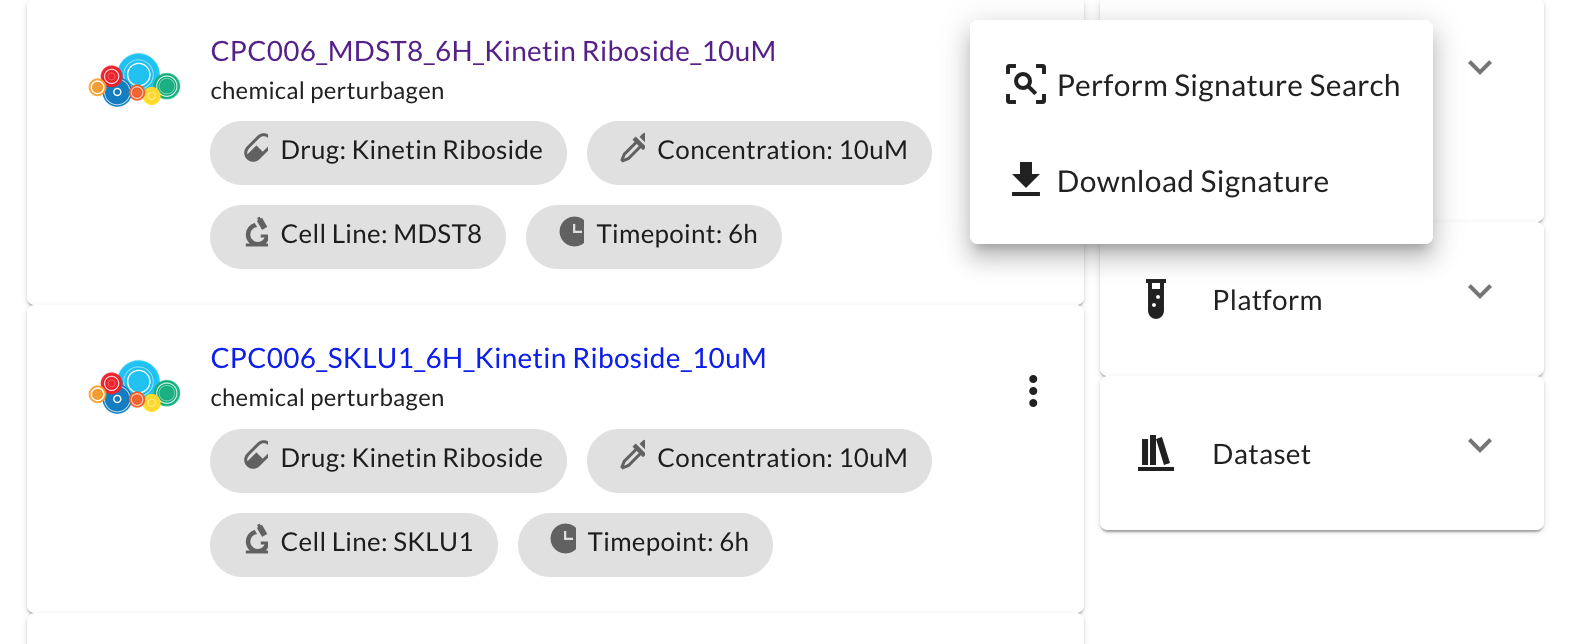 CPC006_MDST8_6H_Kinetin Riboside_10uM
chemical perturbagen
Drug: Kinetin Riboside
Concentration: 10uM
Cell Line: MDST8
Timepoint: 6h
Perform Signature Search
Download Signature
CPC006_SKLU1_6H_Kinetin Riboside_10uM
chemical perturbagen
Drug: Kinetin Riboside
Concentration: 10uM
Cell Line: SKLU1
Timepoint: 6h
Platform
Dataset